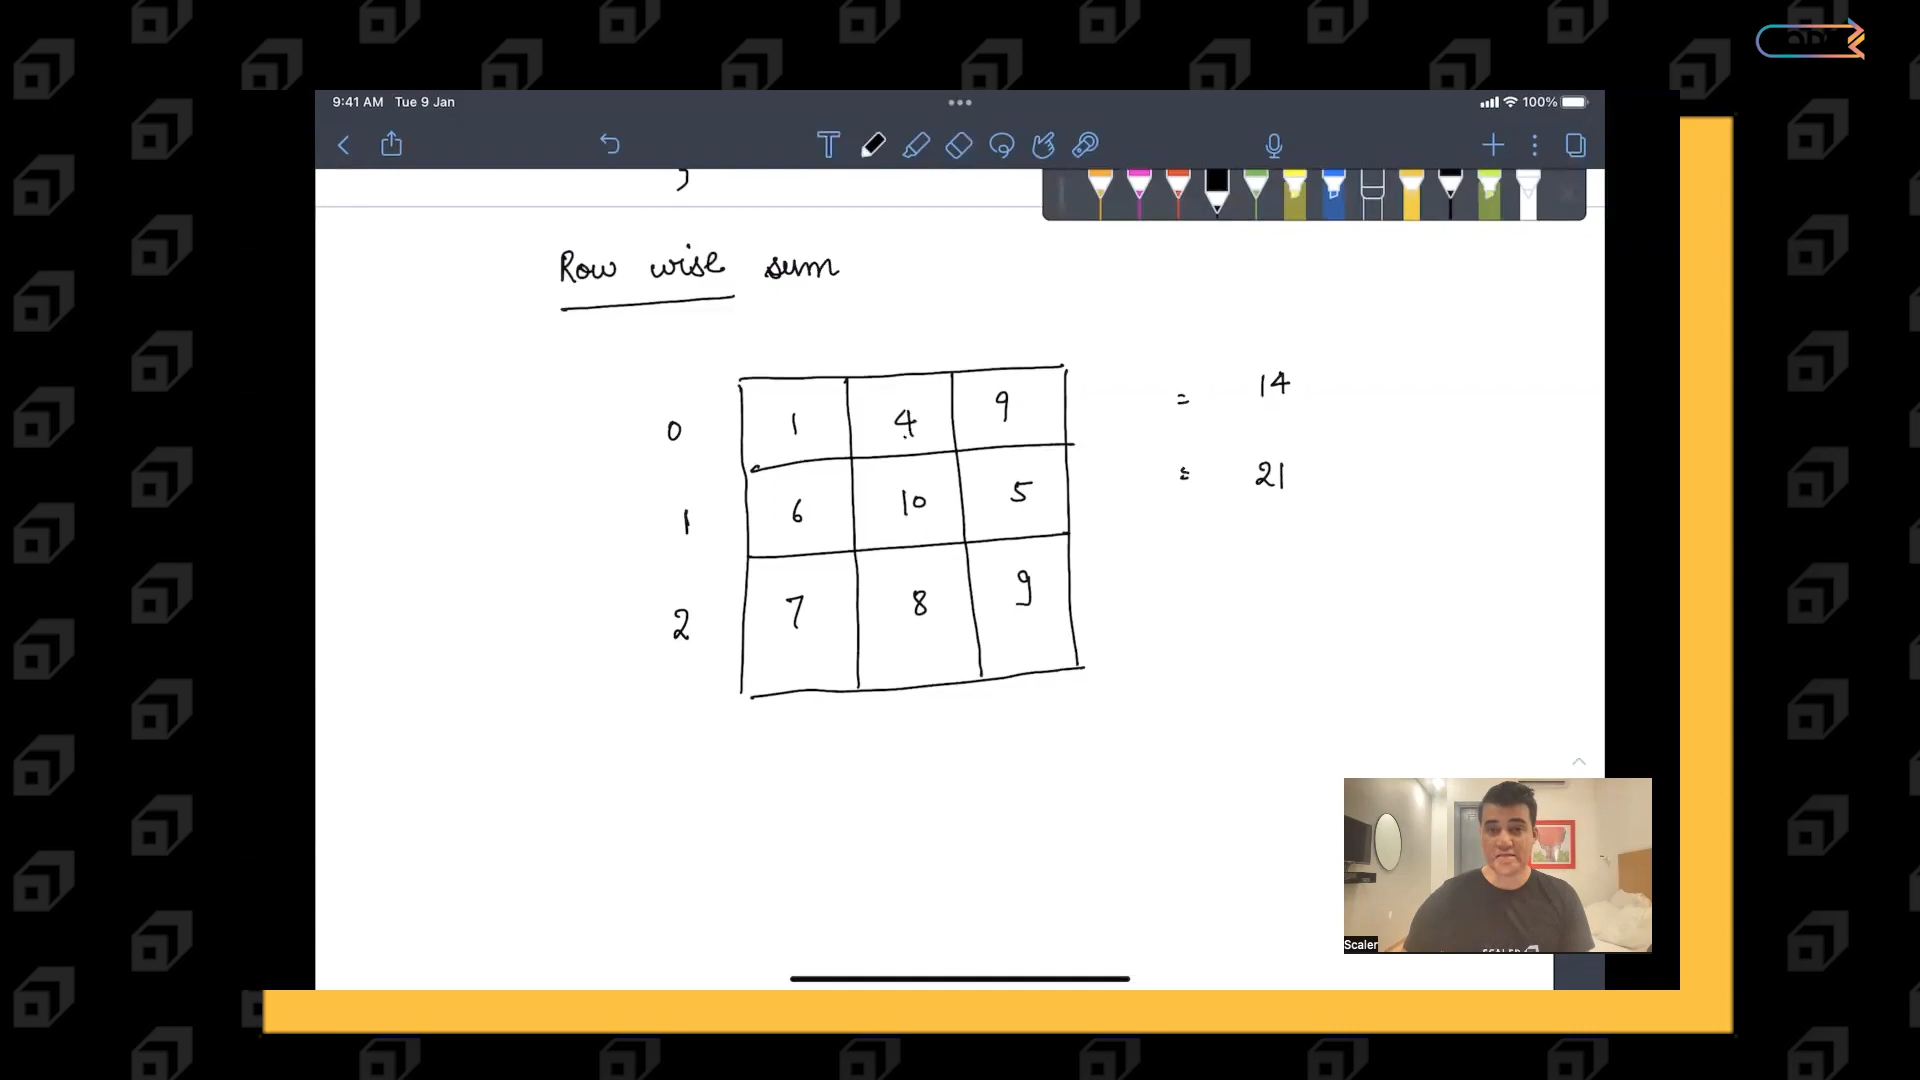 9:41 AM Tue 9 Jan
100%
Row wise sum
0 1 4 9 = 14
1 6 10 5 = 21
2 7 8 9
Scaler
SCALER